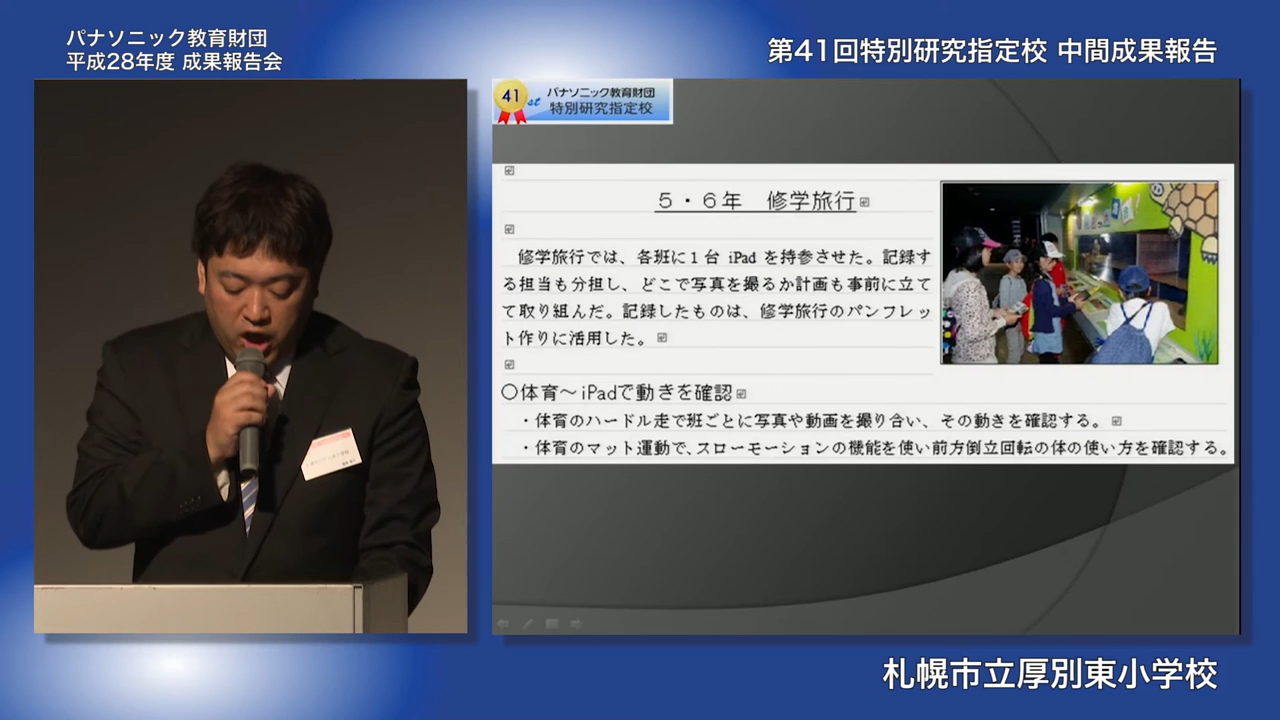 パナソニック教育財団
平成28年度 成果報告会
第41回特別研究指定校 中間成果報告
41
st
パナソニック教育財団
特別研究指定校
5・6年 修学旅行
修学旅行では、各班に1台 iPad を持参させた。記録す
る担当も分担し、どこで写真を撮るか計画も事前に立て
て取り組んだ。記録したものは、修学旅行のパンフレッ
ト作りに活用した。
〇体育～iPadで動きを確認
・体育のハードル走で班ごとに写真や動画を撮り合い、その動きを確認する。
・体育のマット運動で、スローモーションの機能を使い前方倒立回転の体の使い方を確認する。
札幌市立厚別東小学校